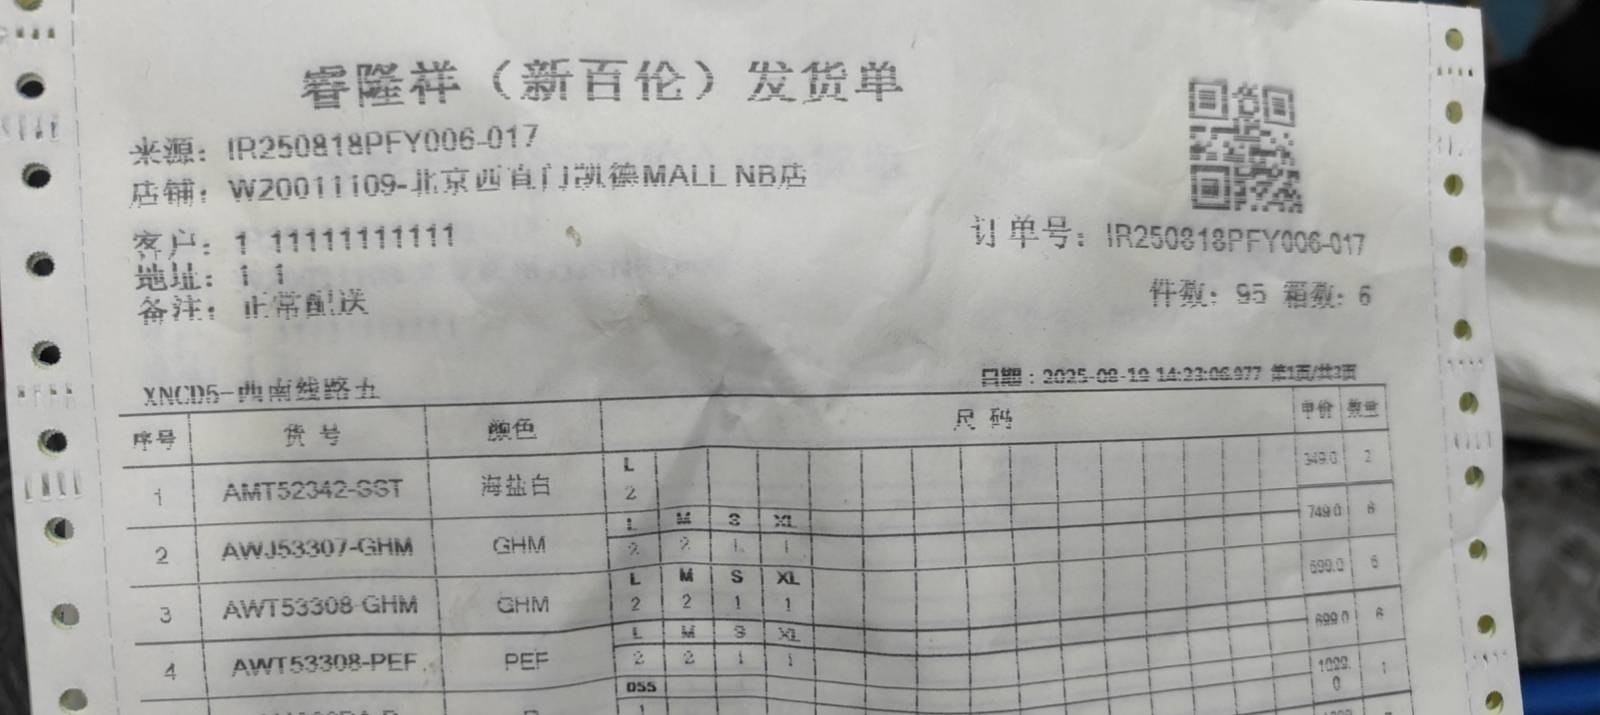 睿隆祥（新百伦）发货单
来源：IR250818PFY006-017
店铺：W20011109-北京西直门凯德MALL NB店
客户：1 11111111111
订单号：IR250818PFY006-017
地址：1 1
备注：正常配送
件数：95 箱数：6
XNCD5-西南线路五
日期：2025-08-19 14:23:06.977 第1页/共3页
序号 货号 颜色 尺码 单价 数量
L
1 AMT52342-SST 海盐白 2 349.0 2
L M S XL
2 AWJ53307-GHM GHM 2 2 1 1 749.0 6
L M S XL
3 AWT53308-GHM GHM 2 2 1 1 699.0 6
L M S XL
4 AWT53308-PEF PEF 2 2 1 1 699.0 6
055
1 1099.0 1